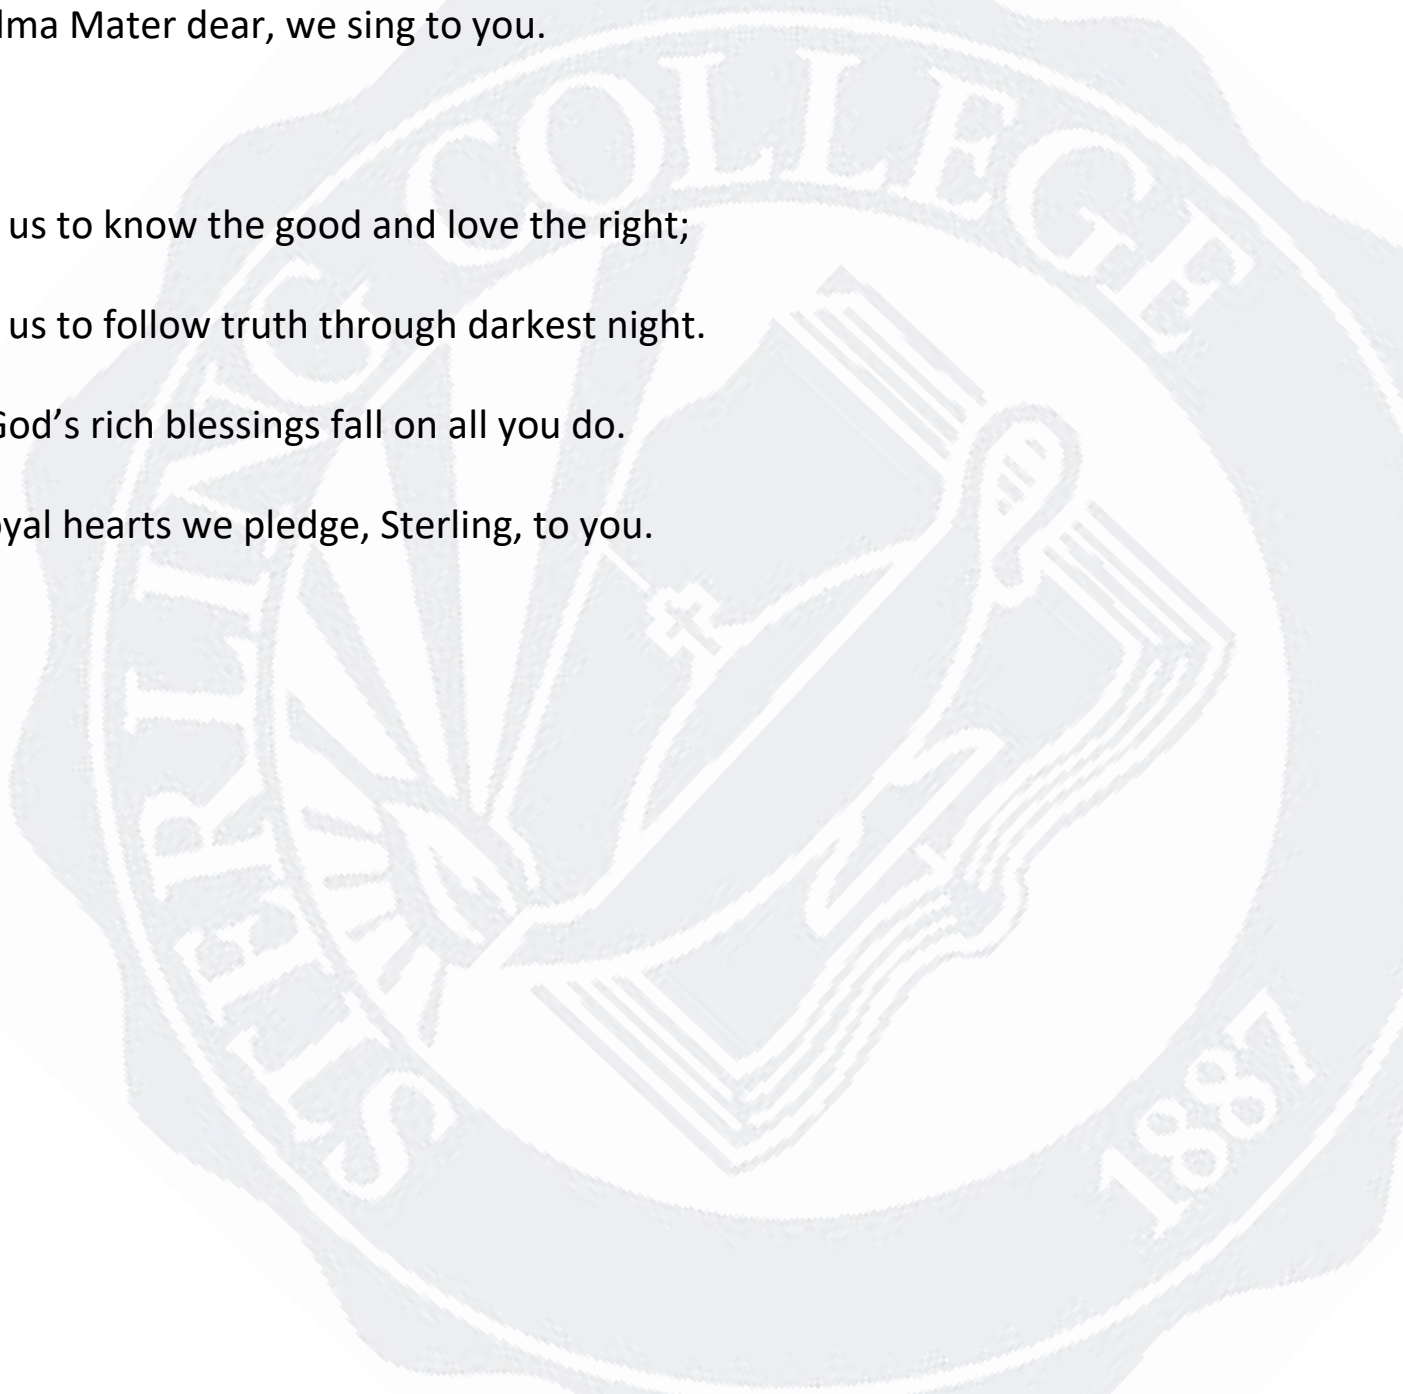 lma Mater dear, we sing to you.
us to know the good and love the right;
us to follow truth through darkest night.
God’s rich blessings fall on all you do.
oyal hearts we pledge, Sterling, to you.
STERLING COLLEGE
1887